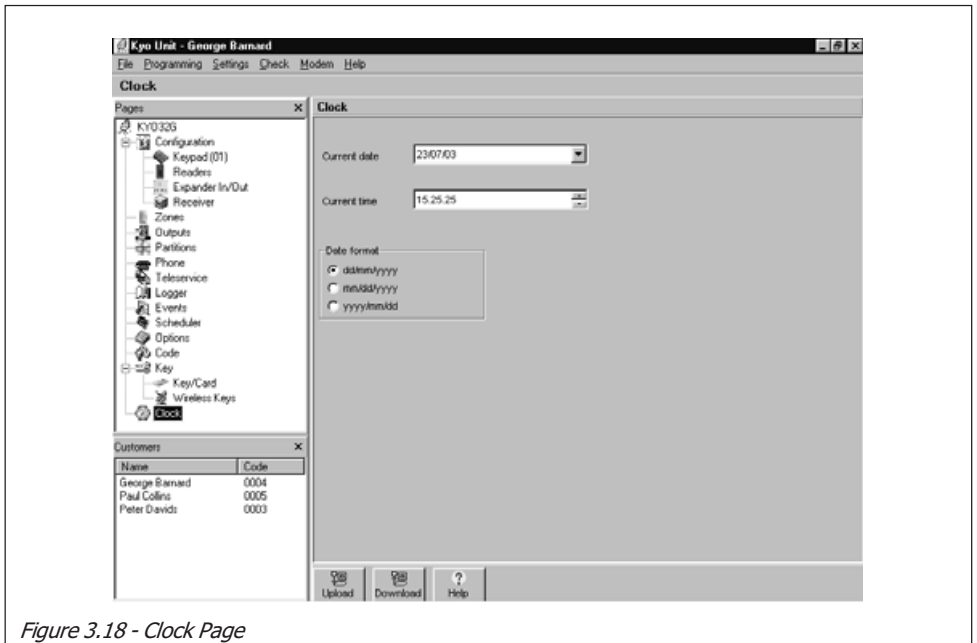 Kyo Unit - George Barnard
File Programming Settings Check Modem Help
Clock
Pages
KYO32G
Configuration
Keypad (01)
Readers
Expander In/Out
Receiver
Zones
Outputs
Partitions
Phone
Teleservice
Logger
Events
Scheduler
Options
Code
Key
Key/Card
Wireless Keys
Clock
Customers
Name Code
George Barnard 0004
Paul Collins 0005
Peter Davids 0003
Clock
Current date 23/07/03
Current time 15.25.25
Date format
dd/mm/yyyy
mm/dd/yyyy
yyyy/mm/dd
Upload Download Help
Figure 3.18 - Clock Page